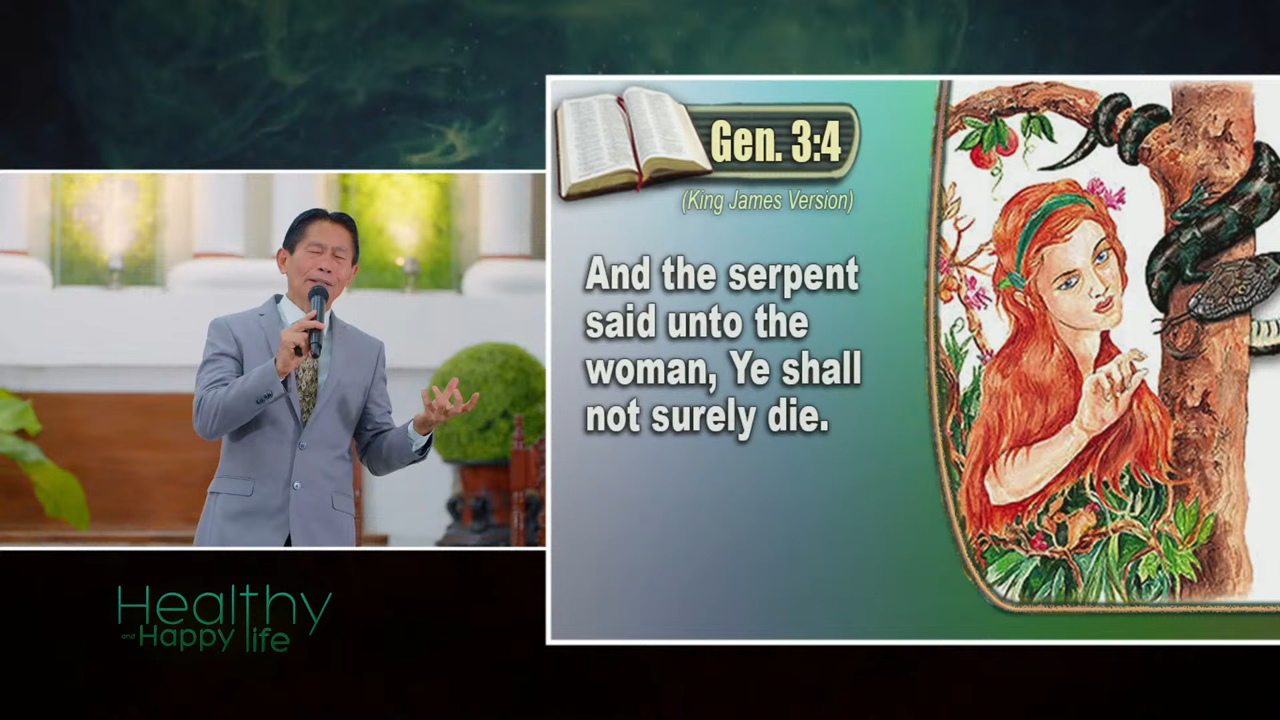 Gen. 3:4
(King James Version)
And the serpent
said unto the
woman, Ye shall
not surely die.
Healthy
and Happy life